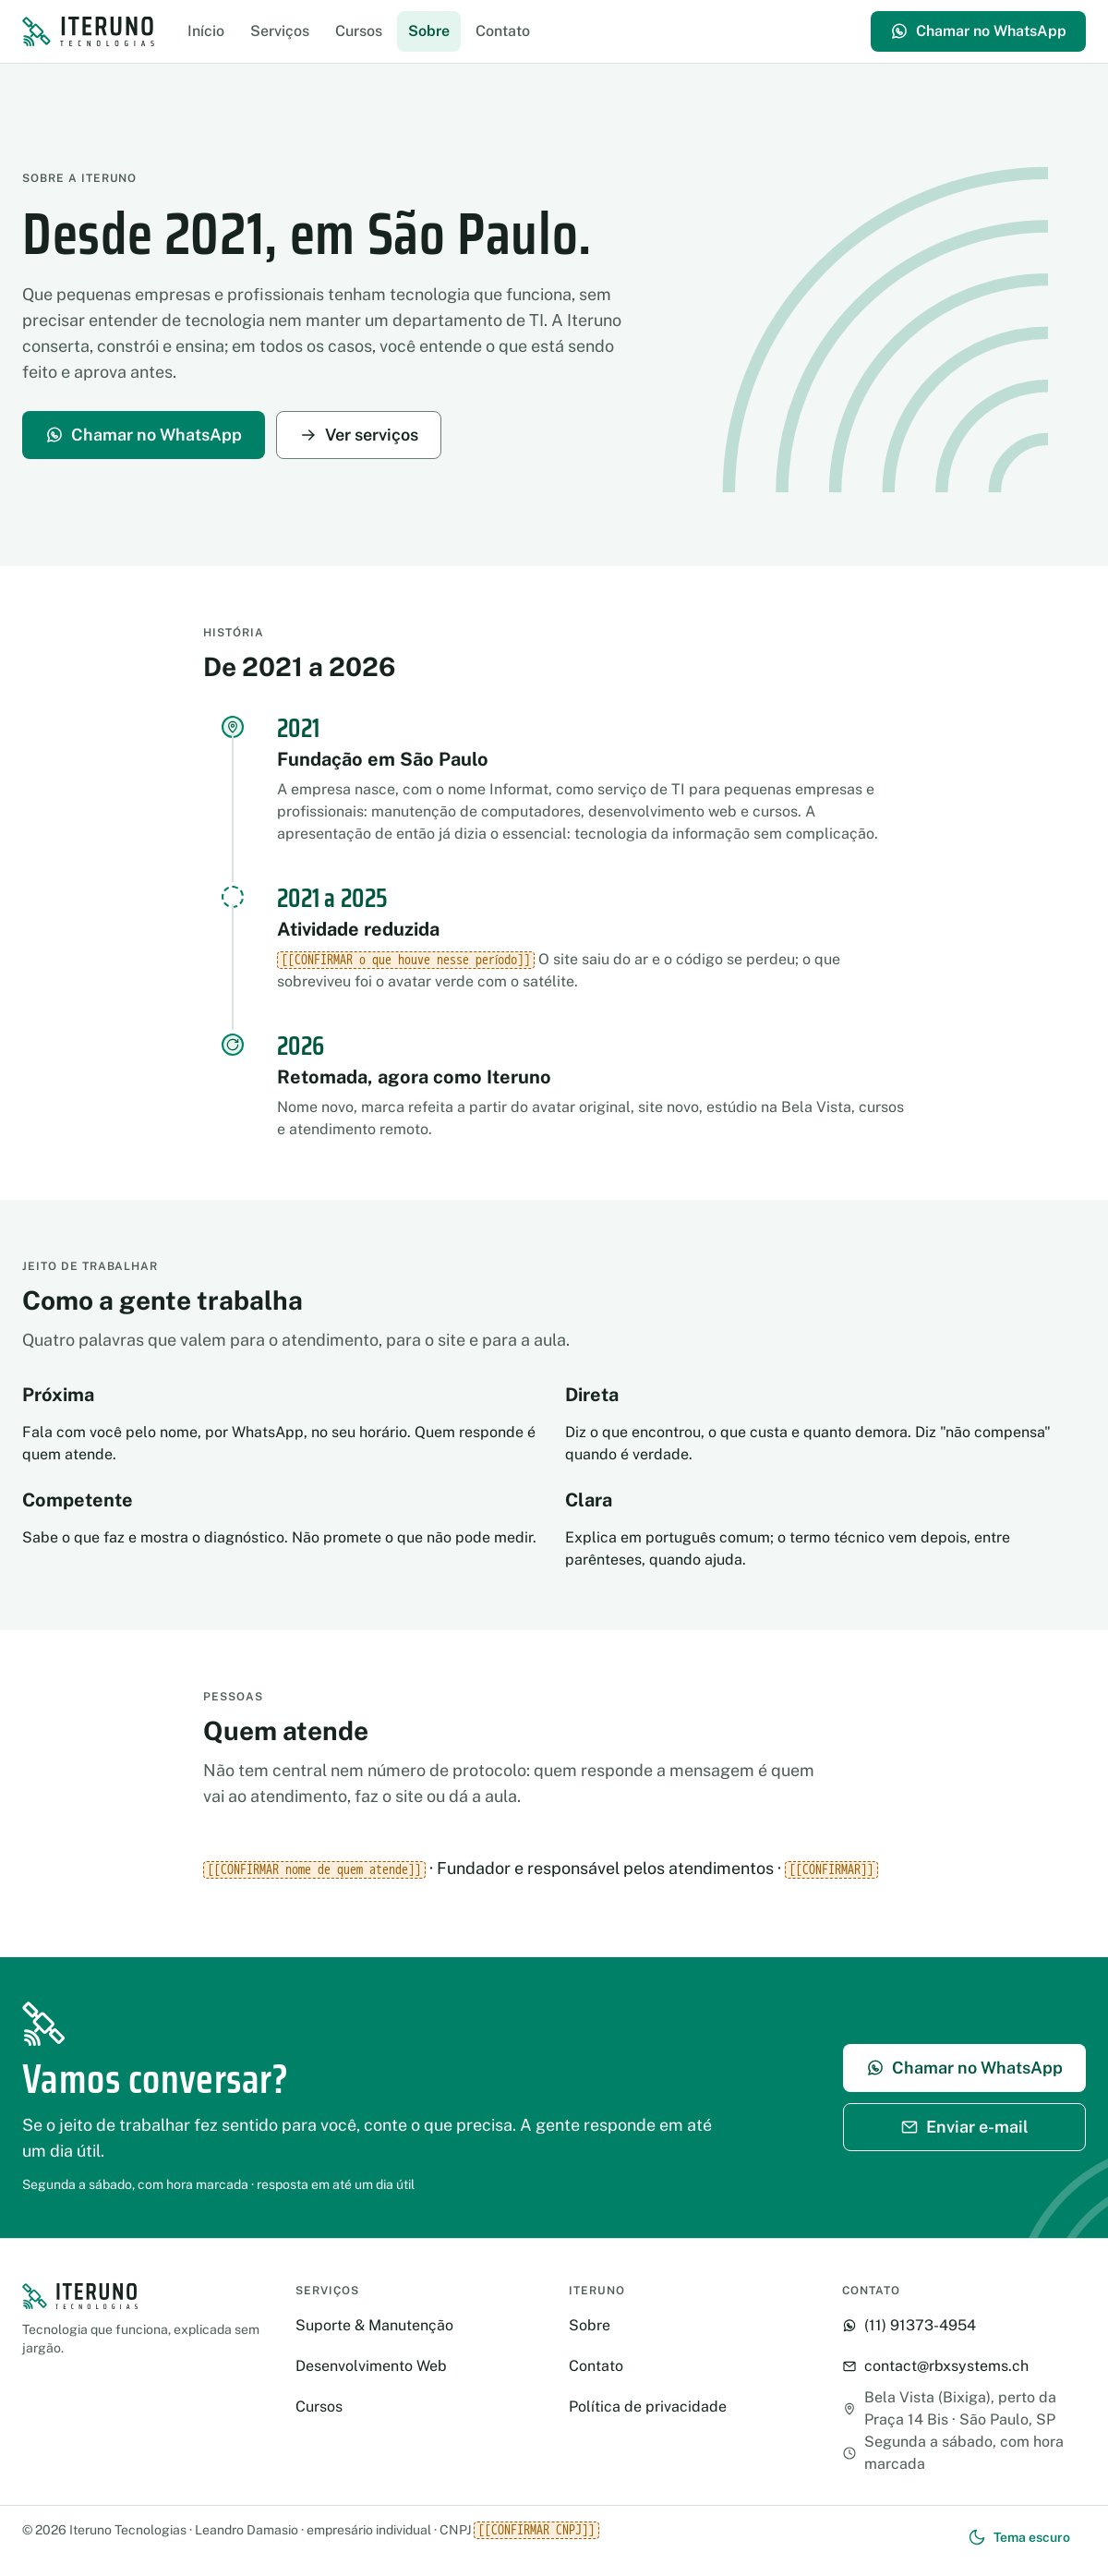 ITERUNO
TECNOLOGIAS
Início
Serviços
Cursos
Sobre
Contato
Chamar no WhatsApp
SOBRE A ITERUNO
Desde 2021, em São Paulo.
Que pequenas empresas e profissionais tenham tecnologia que funciona, sem
precisar entender de tecnologia nem manter um departamento de TI. A Iteruno
conserta, constrói e ensina; em todos os casos, você entende o que está sendo
feito e aprova antes.
Chamar no WhatsApp
Ver serviços
HISTÓRIA
De 2021 a 2026
2021
Fundação em São Paulo
A empresa nasce, com o nome Informat, como serviço de TI para pequenas empresas e
profissionais: manutenção de computadores, desenvolvimento web e cursos. A
apresentação de então já dizia o essencial: tecnologia da informação sem complicação.
2021 a 2025
Atividade reduzida
[[CONFIRMAR o que houve nesse período]] O site saiu do ar e o código se perdeu; o que
sobreviveu foi o avatar verde com o satélite.
2026
Retomada, agora como Iteruno
Nome novo, marca refeita a partir do avatar original, site novo, estúdio na Bela Vista, cursos
e atendimento remoto.
JEITO DE TRABALHAR
Como a gente trabalha
Quatro palavras que valem para o atendimento, para o site e para a aula.
Próxima
Fala com você pelo nome, por WhatsApp, no seu horário. Quem responde é
quem atende.
Direta
Diz o que encontrou, o que custa e quanto demora. Diz "não compensa"
quando é verdade.
Competente
Sabe o que faz e mostra o diagnóstico. Não promete o que não pode medir.
Clara
Explica em português comum; o termo técnico vem depois, entre
parênteses, quando ajuda.
PESSOAS
Quem atende
Não tem central nem número de protocolo: quem responde a mensagem é quem
vai ao atendimento, faz o site ou dá a aula.
[[CONFIRMAR nome de quem atende]] · Fundador e responsável pelos atendimentos · [[CONFIRMAR]]
Vamos conversar?
Se o jeito de trabalhar fez sentido para você, conte o que precisa. A gente responde em até
um dia útil.
Segunda a sábado, com hora marcada · resposta em até um dia útil
Chamar no WhatsApp
Enviar e-mail
ITERUNO
TECNOLOGIAS
Tecnologia que funciona, explicada sem
jargão.
SERVIÇOS
Suporte & Manutenção
Desenvolvimento Web
Cursos
ITERUNO
Sobre
Contato
Política de privacidade
CONTATO
(11) 91373-4954
contact@rbxsystems.ch
Bela Vista (Bixiga), perto da
Praça 14 Bis · São Paulo, SP
Segunda a sábado, com hora
marcada
© 2026 Iteruno Tecnologias · Leandro Damasio · empresário individual · CNPJ [[CONFIRMAR CNPJ]]
Tema escuro